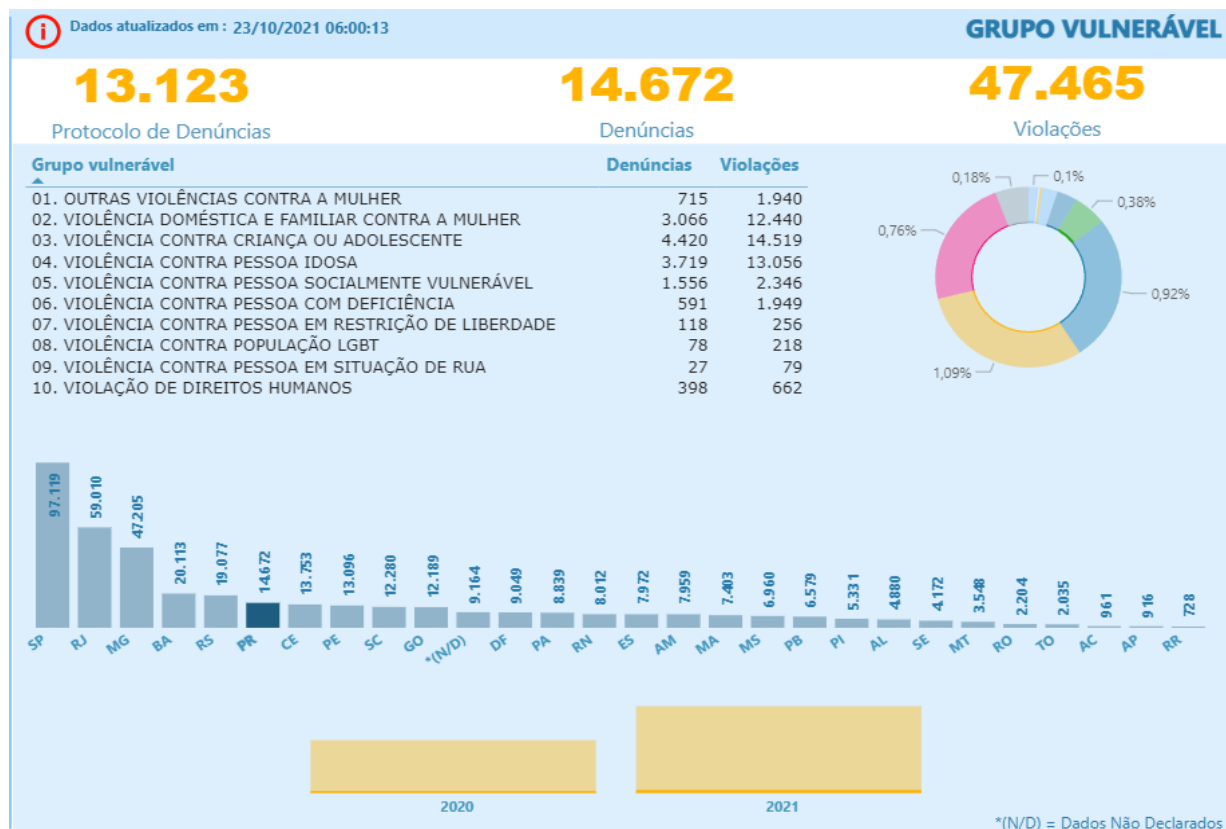 Dados atualizados em : 23/10/2021 06:00:13
GRUPO VULNERÁVEL
13.123 14.672 47.465
Protocolo de Denúncias Denúncias Violações
Grupo vulnerável Denúncias Violações
01. OUTRAS VIOLÊNCIAS CONTRA A MULHER 715 1.940
02. VIOLÊNCIA DOMÉSTICA E FAMILIAR CONTRA A MULHER 3.066 12.440
03. VIOLÊNCIA CONTRA CRIANÇA OU ADOLESCENTE 4.420 14.519
04. VIOLÊNCIA CONTRA PESSOA IDOSA 3.719 13.056
05. VIOLÊNCIA CONTRA PESSOA SOCIALMENTE VULNERÁVEL 1.556 2.346
06. VIOLÊNCIA CONTRA PESSOA COM DEFICIÊNCIA 591 1.949
07. VIOLÊNCIA CONTRA PESSOA EM RESTRIÇÃO DE LIBERDADE 118 256
08. VIOLÊNCIA CONTRA POPULAÇÃO LGBT 78 218
09. VIOLÊNCIA CONTRA PESSOA EM SITUAÇÃO DE RUA 27 79
10. VIOLAÇÃO DE DIREITOS HUMANOS 398 662
0,18% 0,1%
0,38%
0,76%
0,92%
1,09%
97.119 59.010 47.205 20.113 19.077 14.672 13.753 13.096 12.280 12.189 9.164 9.049 8.839 8.012 7.972 7.959 7.403 6.960 6.579 5.331 4.880 4.172 3.548 2.204 2.035 961 916 728
SP RJ MG BA RS PR CE PE SC GO *(N/D) DF PA RN ES AM MA MS PB PI AL SE MT RO TO AC AP RR
2020 2021
*(N/D) = Dados Não Declarados